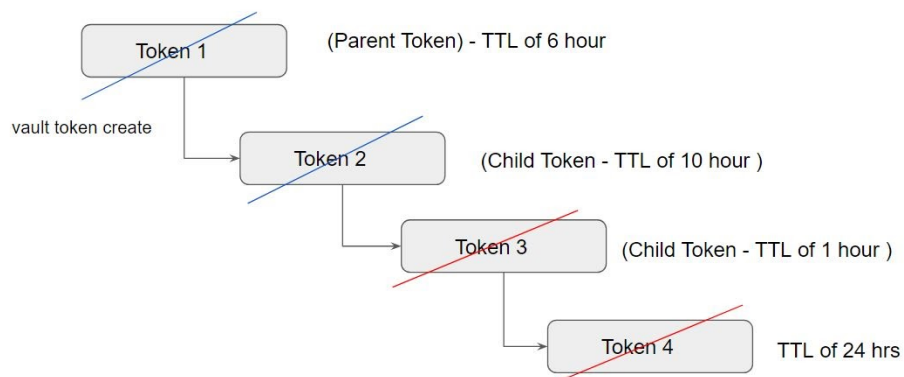 Token 1
(Parent Token) - TTL of 6 hour
vault token create
Token 2
(Child Token - TTL of 10 hour )
Token 3
(Child Token - TTL of 1 hour )
Token 4
TTL of 24 hrs